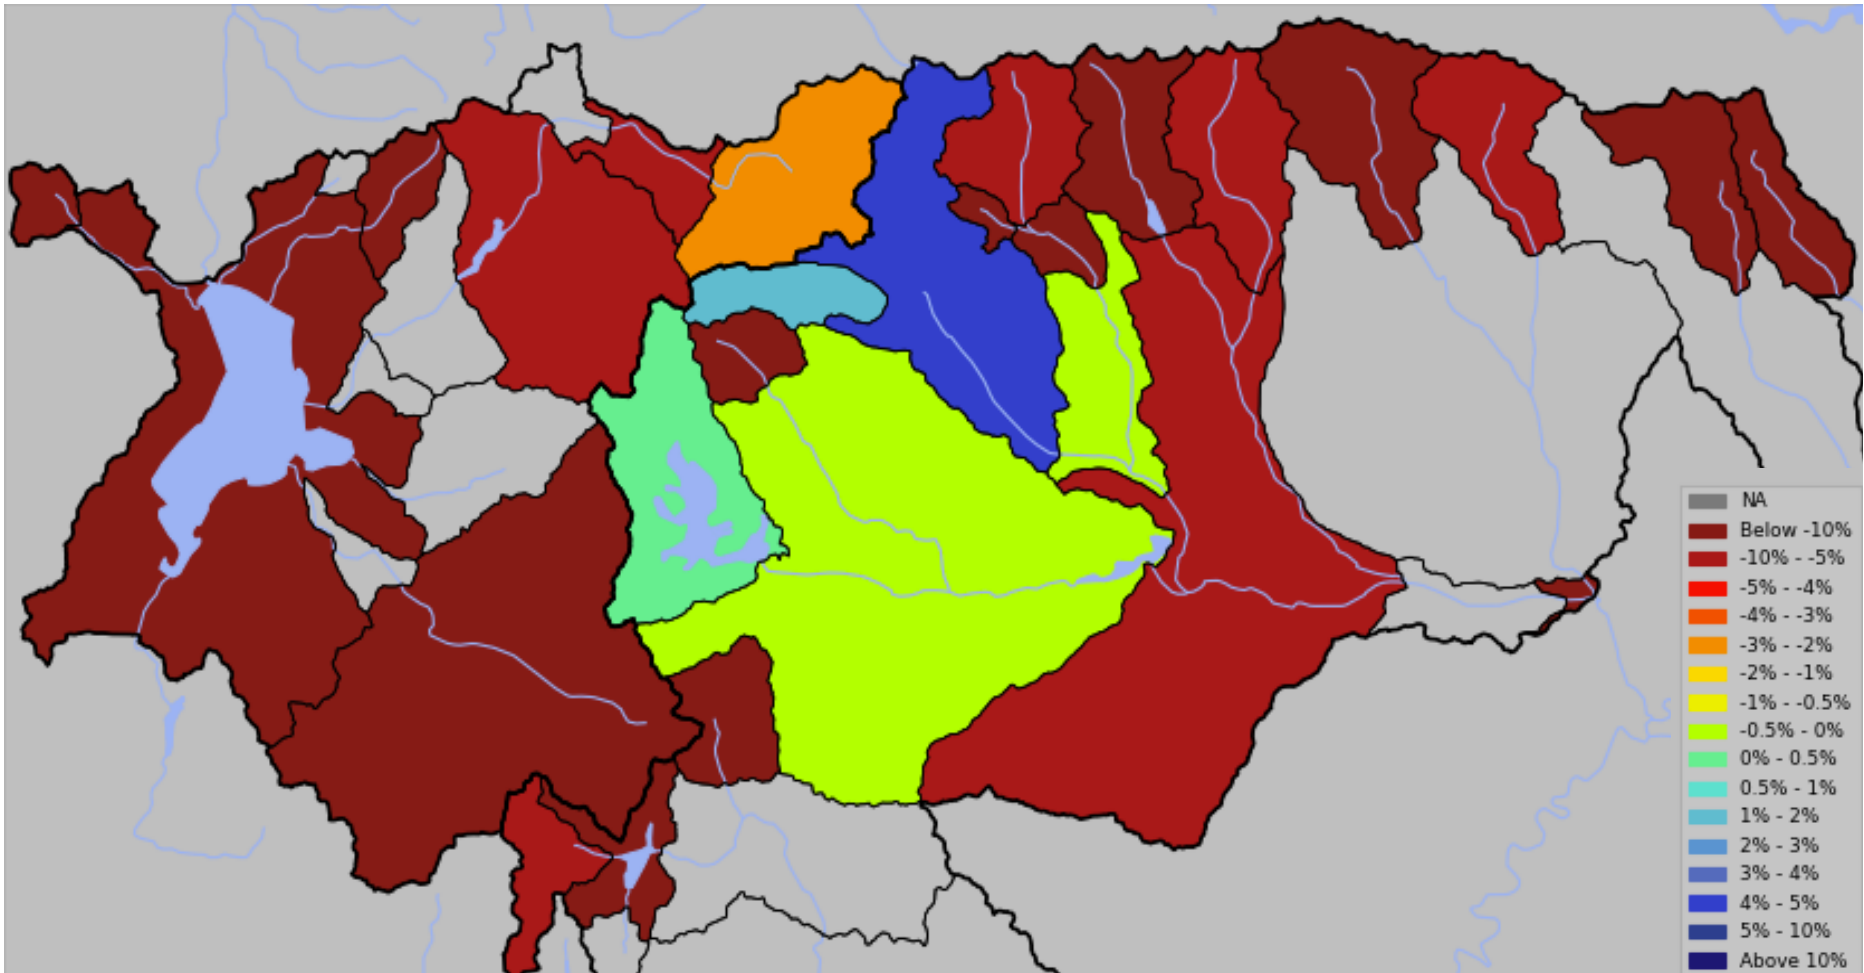 NA
Below -10%
-10% - -5%
-5% - -4%
-4% - -3%
-3% - -2%
-2% - -1%
-1% - -0.5%
-0.5% - 0%
0% - 0.5%
0.5% - 1%
1% - 2%
2% - 3%
3% - 4%
4% - 5%
5% - 10%
Above 10%